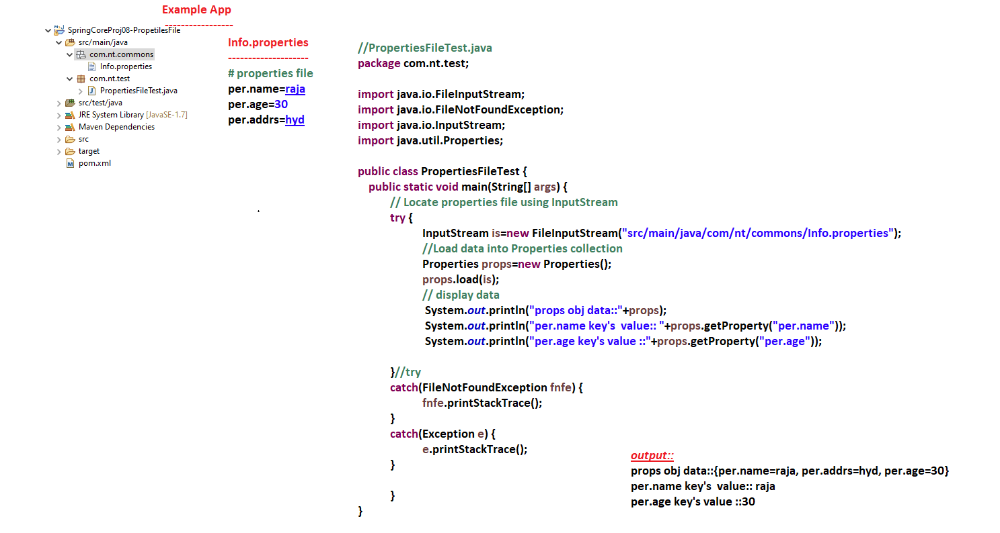 Example App
-----------------
SpringCoreProj08-PropetilesFile
src/main/java
com.nt.commons
Info.properties
com.nt.test
PropertiesFileTest.java
src/test/java
JRE System Library [JavaSE-1.7]
Maven Dependencies
src
target
pom.xml
Info.properties
--------------------
# properties file
per.name=raja
per.age=30
per.addrs=hyd
//PropertiesFileTest.java
package com.nt.test;
import java.io.FileInputStream;
import java.io.FileNotFoundException;
import java.io.InputStream;
import java.util.Properties;
public class PropertiesFileTest {
public static void main(String[] args) {
// Locate properties file using InputStream
try {
InputStream is=new FileInputStream("src/main/java/com/nt/commons/Info.properties");
//Load data into Properties collection
Properties props=new Properties();
props.load(is);
// display data
System.out.println("props obj data::"+props);
System.out.println("per.name key's  value:: "+props.getProperty("per.name"));
System.out.println("per.age key's value ::"+props.getProperty("per.age"));
}//try
catch(FileNotFoundException fnfe) {
fnfe.printStackTrace();
}
catch(Exception e) {
e.printStackTrace();
}
}
}
output::
props obj data::{per.name=raja, per.addrs=hyd, per.age=30}
per.name key's  value:: raja
per.age key's value ::30